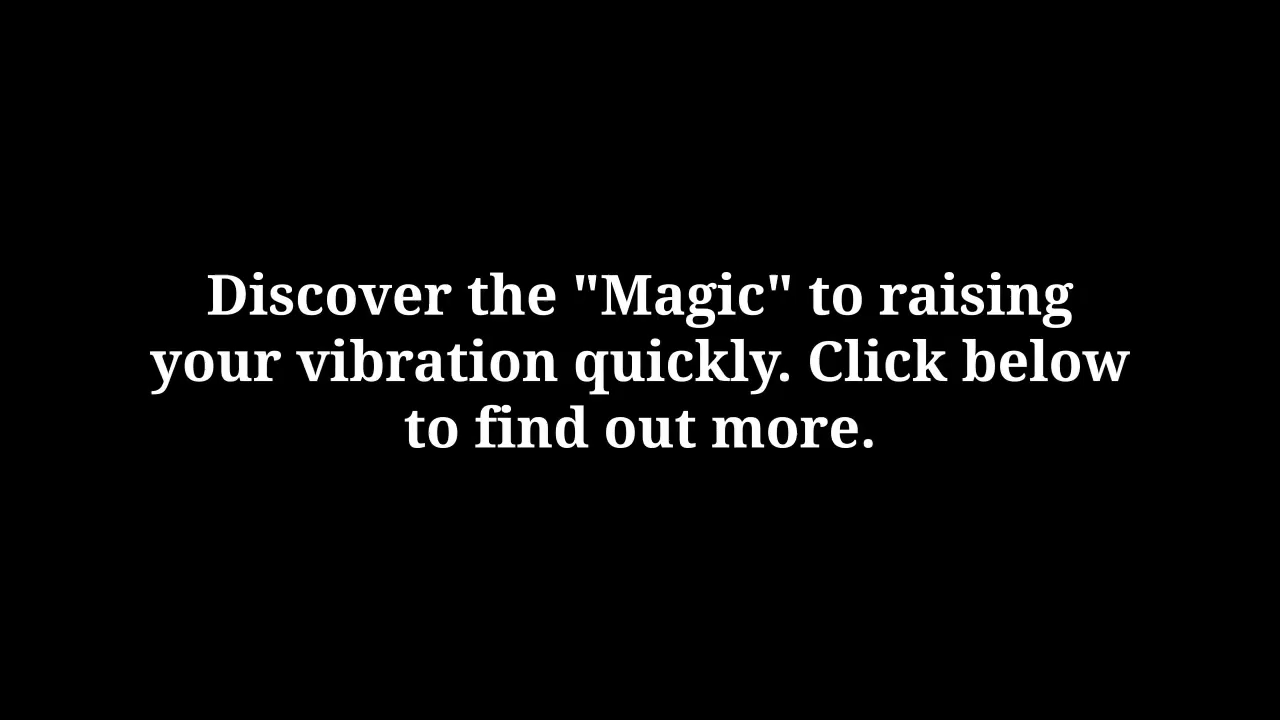 Discover the "Magic" to raising
your vibration quickly. Click below
to find out more.